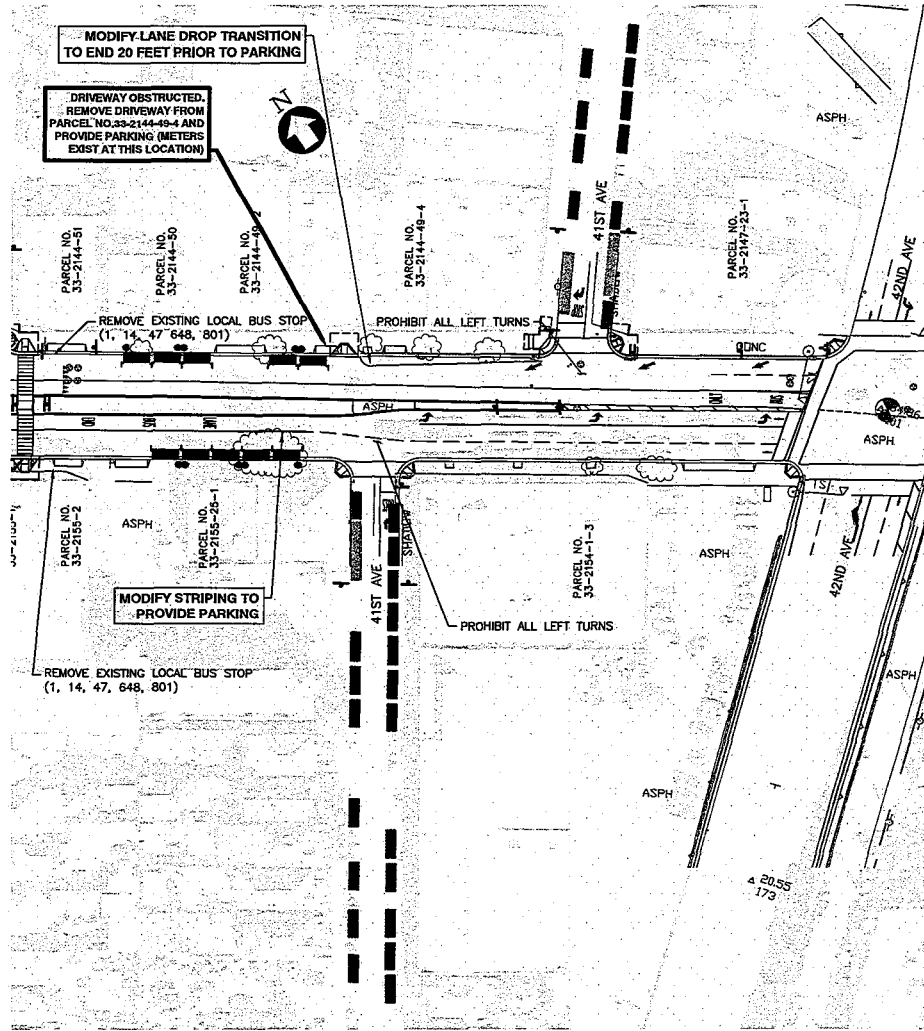 MODIFY LANE DROP TRANSITION
TO END 20 FEET PRIOR TO PARKING
DRIVEWAY OBSTRUCTED.
REMOVE DRIVEWAY FROM
PARCEL NO.33-2144-49-4 AND
PROVIDE PARKING (METERS
EXIST AT THIS LOCATION)
N
ASPH
PARCEL NO.
33-2144-51
PARCEL NO.
33-2144-50
PARCEL NO.
33-2144-49-2
PARCEL NO.
33-2144-49-4
41ST AVE
PARCEL NO.
33-2147-23-1
42ND AVE
REMOVE EXISTING LOCAL BUS STOP
(1, 14, 47, 648, 801)
PROHIBIT ALL LEFT TURNS
CONC
ASPH
ASPH
PARCEL NO.
33-2155-2
ASPH
PARCEL NO.
33-2155-25-1
41ST AVE
SHADOW
PARCEL NO.
33-2154-1-3
ASPH
42ND AVE
MODIFY STRIPING TO
PROVIDE PARKING
PROHIBIT ALL LEFT TURNS
REMOVE EXISTING LOCAL BUS STOP
(1, 14, 47, 648, 801)
ASPH
ASPH
20.55
173